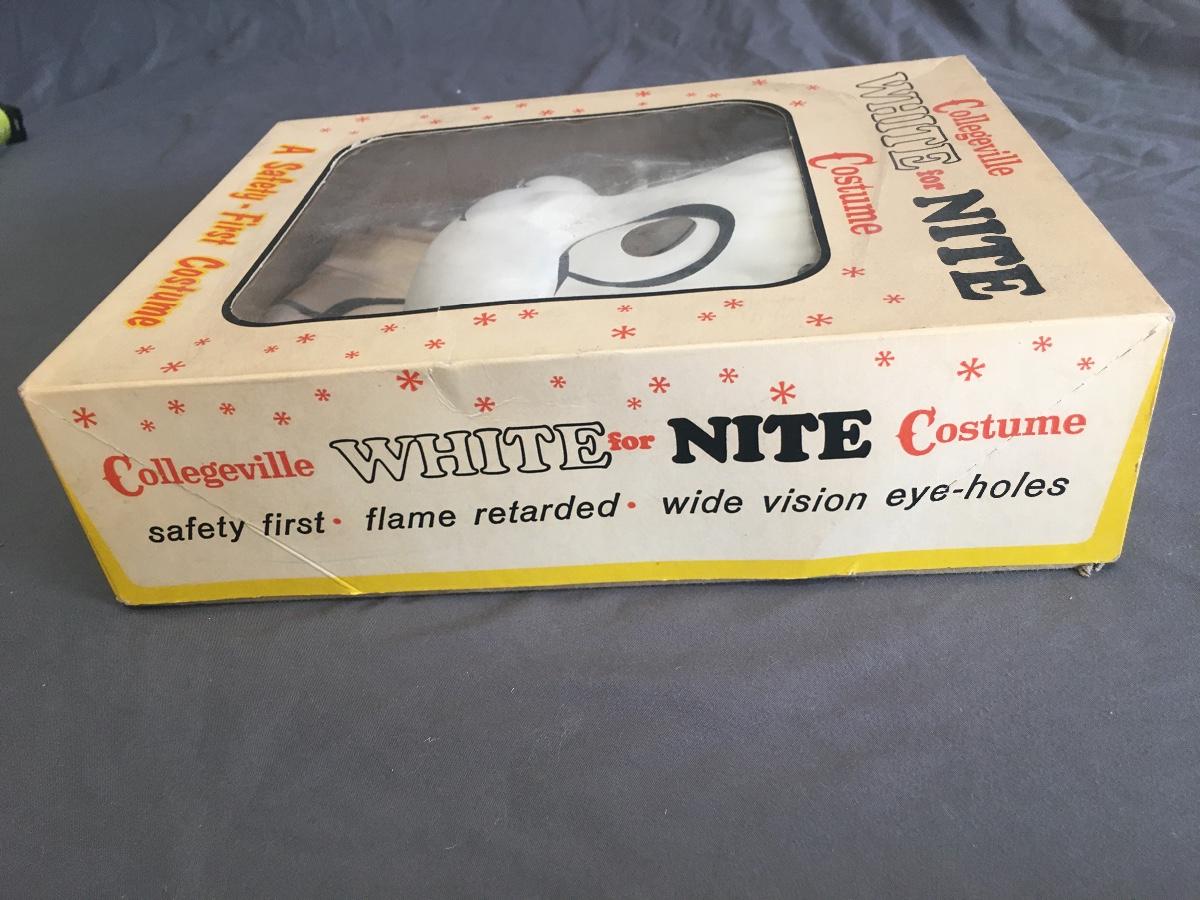 Collegeville
WHITE for NITE
Costume
A Safety-First Costume
Collegeville WHITE for NITE Costume
safety first • flame retarded • wide vision eye-holes